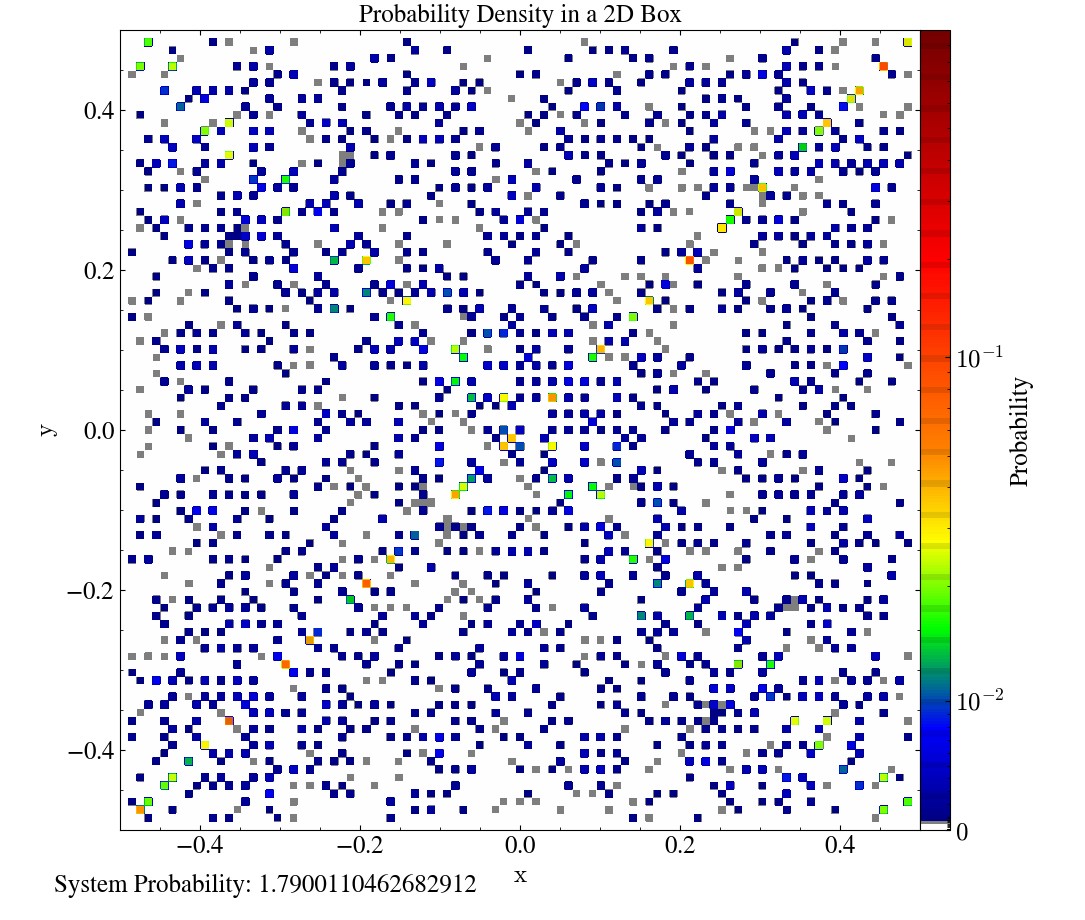 Probability Density in a 2D Box
0.4
0.2
0.0
−0.2
−0.4
y
−0.4 −0.2 0.0 0.2 0.4
x
10−1
10−2
0
Probability
System Probability: 1.7900110462682912